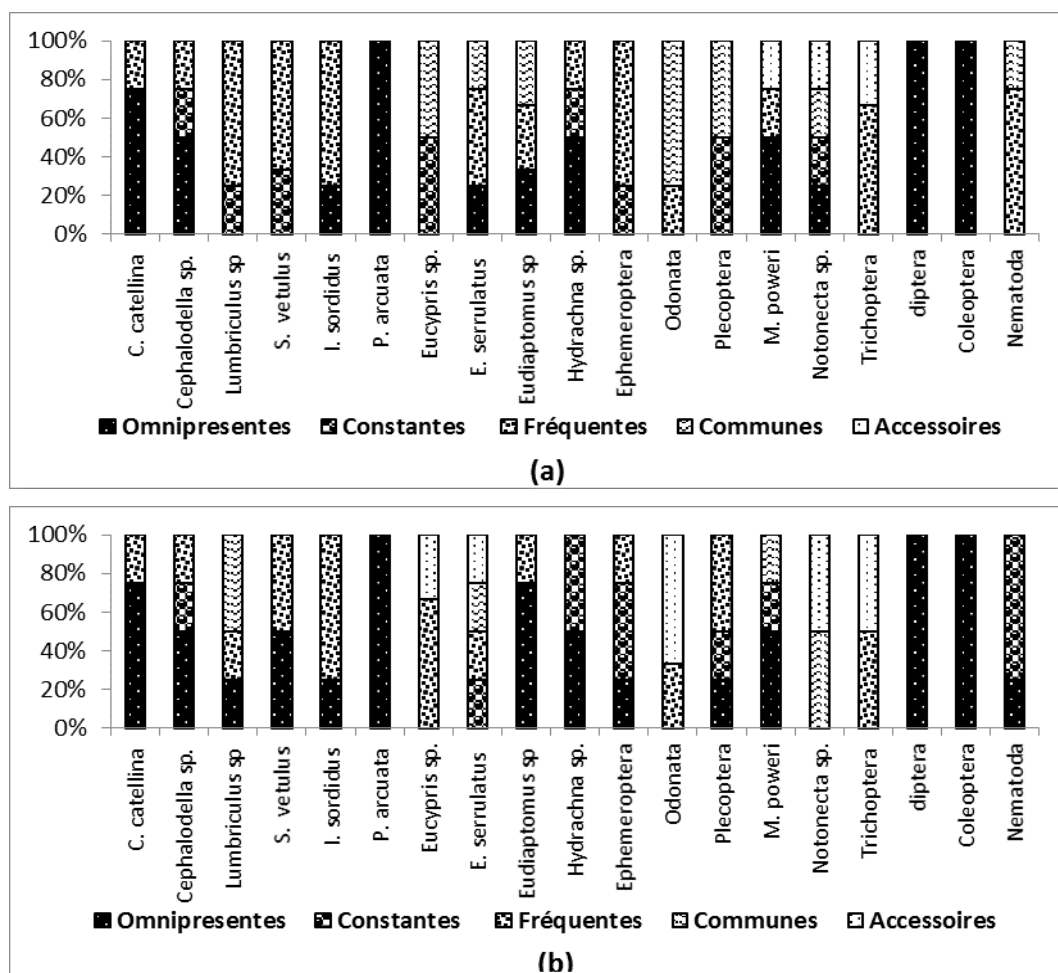 100%
80%
60%
40%
20%
0%
C. catellina
Cephalodella sp.
Lumbriculus sp
S. vetulus
I. sordidus
P. arcuata
Eucypris sp.
E. serrulatus
Eudiaptomus sp
Hydrachna sp.
Ephemeroptera
Odonata
Plecoptera
M. poweri
Notonecta sp.
Trichoptera
diptera
Coleoptera
Nematoda
Omnipresentes Constantes Fréquentes Communes Accessoires
(a)
100%
80%
60%
40%
20%
0%
C. catellina
Cephalodella sp.
Lumbriculus sp
S. vetulus
I. sordidus
P. arcuata
Eucypris sp.
E. serrulatus
Eudiaptomus sp
Hydrachna sp.
Ephemeroptera
Odonata
Plecoptera
M. poweri
Notonecta sp.
Trichoptera
diptera
Coleoptera
Nematoda
Omnipresentes Constantes Fréquentes Communes Accessoires
(b)